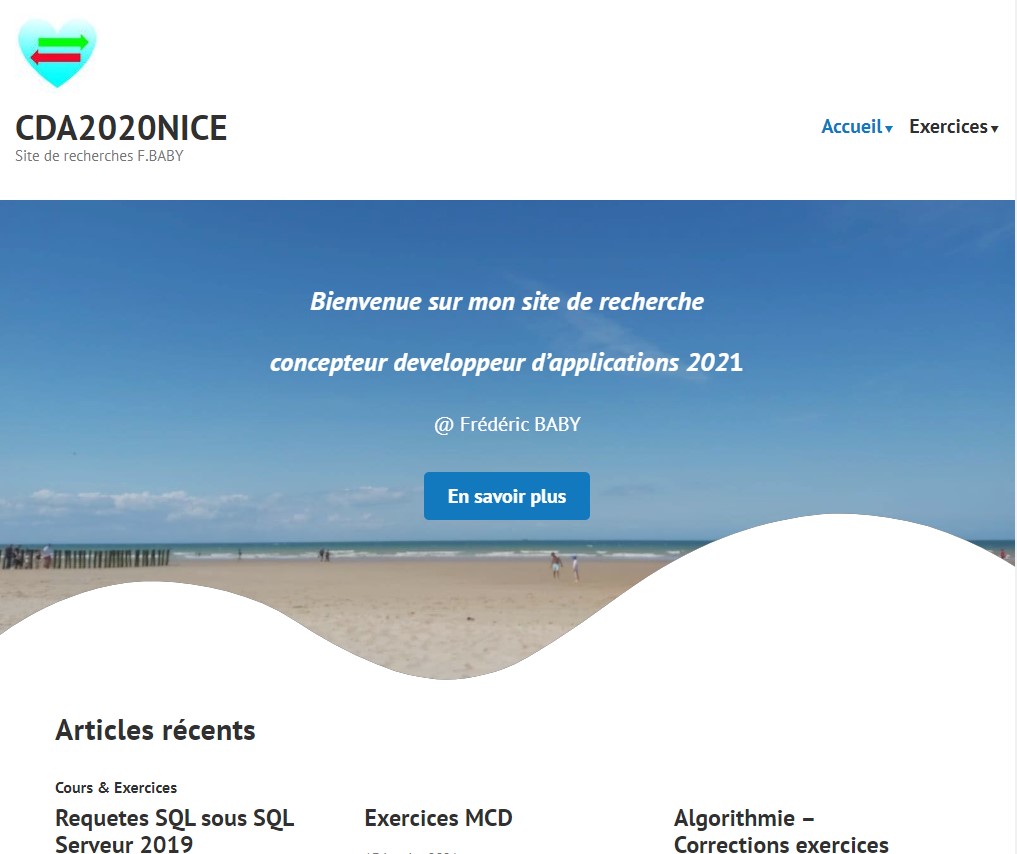 CDA2020NICE
Site de recherches F.BABY
Accueil▾ Exercices▾
Bienvenue sur mon site de recherche
concepteur developpeur d’applications 2021
@ Frédéric BABY
En savoir plus
Articles récents
Cours & Exercices
Requetes SQL sous SQL
Serveur 2019
Exercices MCD
Algorithmie –
Corrections exercices